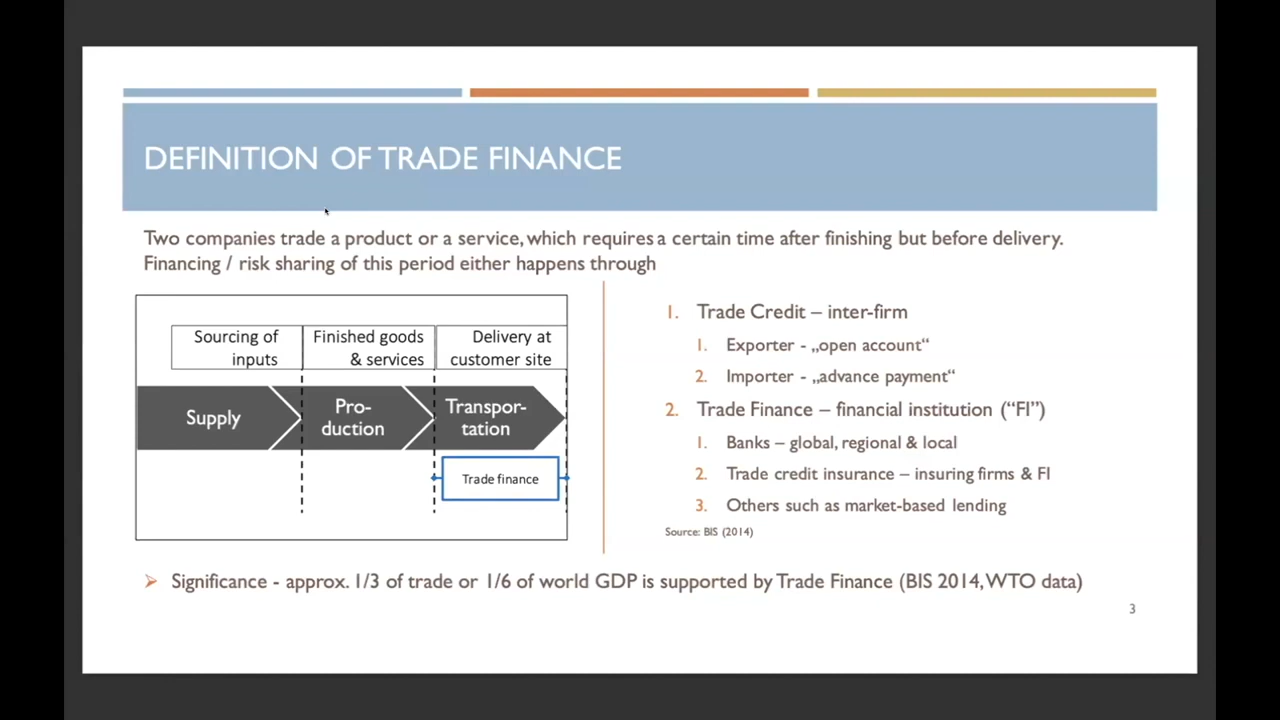 DEFINITION OF TRADE FINANCE
Two companies trade a product or a service, which requires a certain time after finishing but before delivery.
Financing / risk sharing of this period either happens through
Sourcing of
inputs
Finished goods
& services
Delivery at
customer site
Supply
Pro-
duction
Transpor-
tation
Trade finance
1. Trade Credit – inter-firm
1. Exporter - „open account“
2. Importer - „advance payment“
2. Trade Finance – financial institution (“FI”)
1. Banks – global, regional & local
2. Trade credit insurance – insuring firms & FI
3. Others such as market-based lending
Source: BIS (2014)
Significance - approx. 1/3 of trade or 1/6 of world GDP is supported by Trade Finance (BIS 2014, WTO data)
3